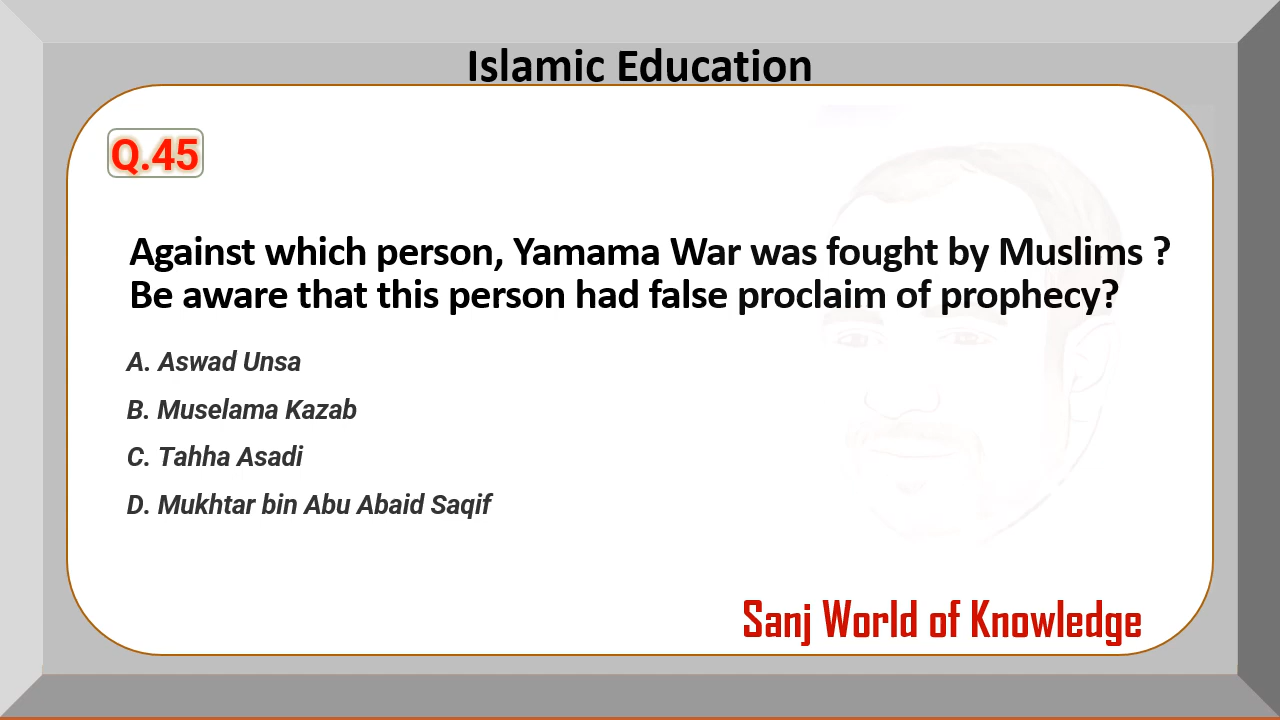 Islamic Education
Q.45
Against which person, Yamama War was fought by Muslims ?
Be aware that this person had false proclaim of prophecy?
A. Aswad Unsa
B. Muselama Kazab
C. Tahha Asadi
D. Mukhtar bin Abu Abaid Saqif
Sanj World of Knowledge